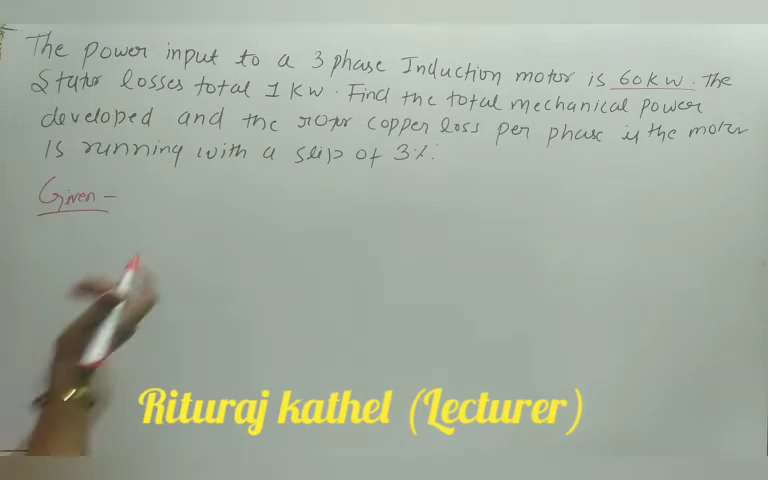 The power input to a 3 phase Induction motor is 60 kw. The
Stator losses total 1 kw. Find the total mechanical power
developed and the rotor copper loss per phase if the motor
is running with a slip of 3%.
Given -
Rituraj kathel (Lecturer)